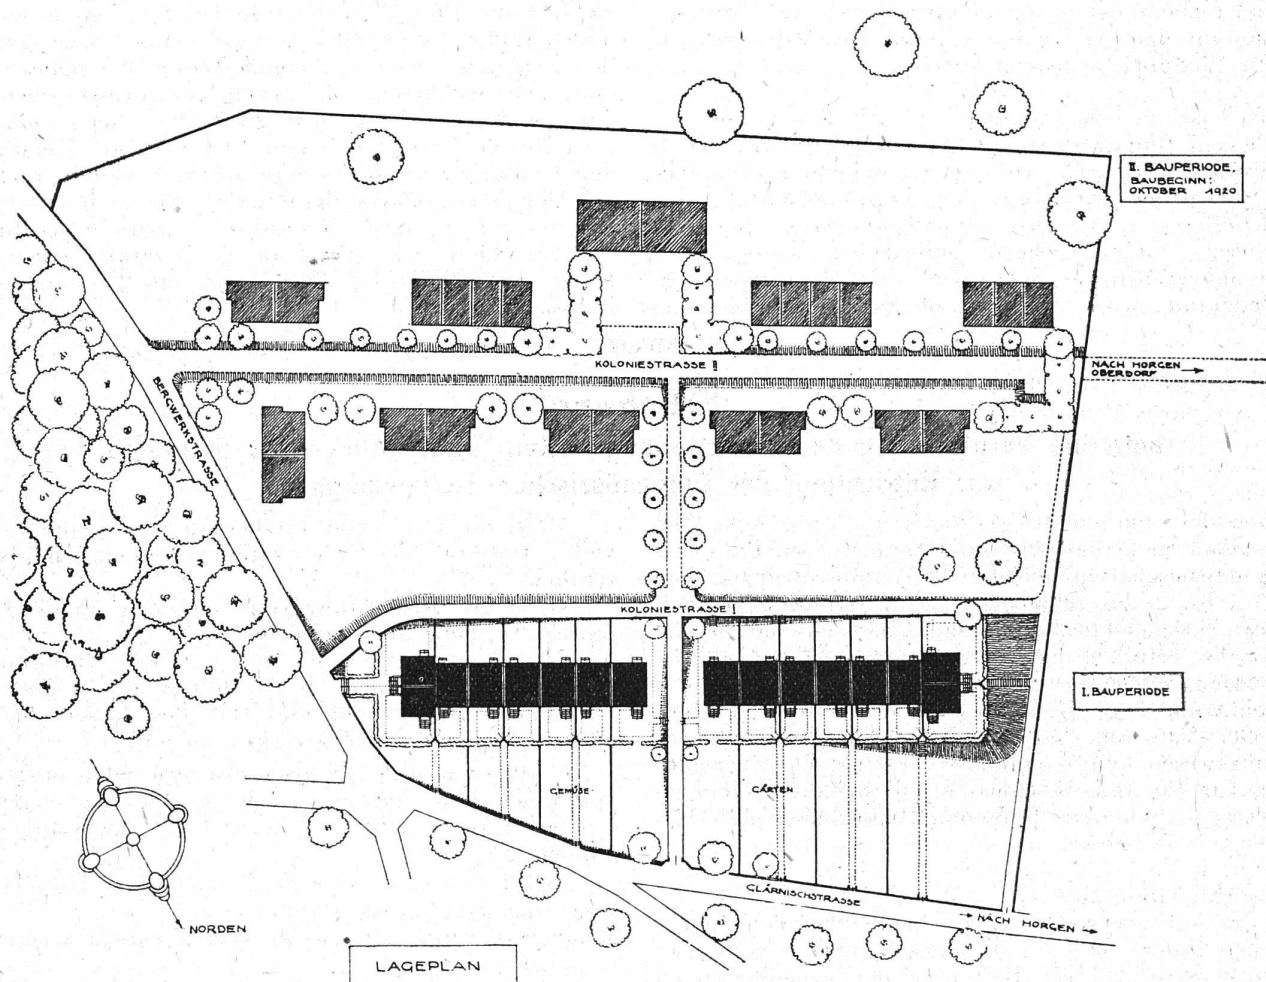 II. BAUPERIODE.
BAUBEGINN:
OKTOBER 1920
KOLONIESTRASSE II
NACH HORGEN
OBERDORF
BERGWERKSTRASSE
KOLONIESTRASSE I
I. BAUPERIODE
GEMÜSE-
GÄRTEN
GLÄRNISCHSTRASSE
NACH HORGEN
NORDEN
LAGEPLAN